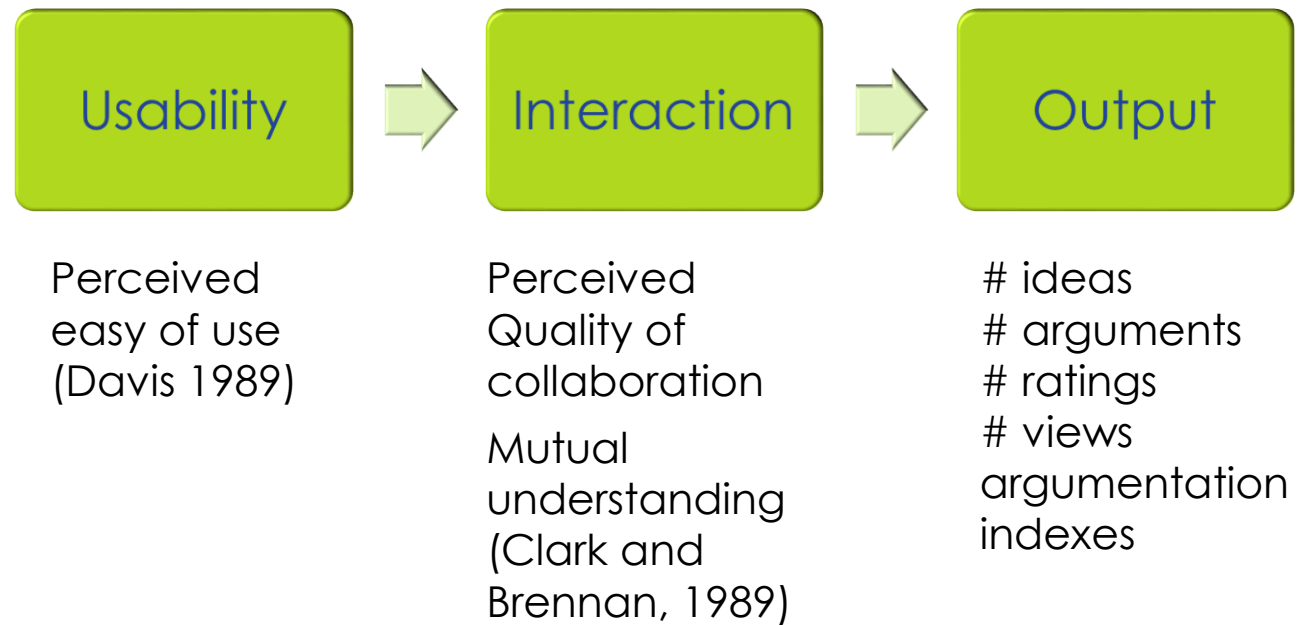 Usability
Interaction
Output
Perceived
easy of use
(Davis 1989)
Perceived
Quality of
collaboration
Mutual
understanding
(Clark and
Brennan, 1989)
# ideas
# arguments
# ratings
# views
argumentation
indexes